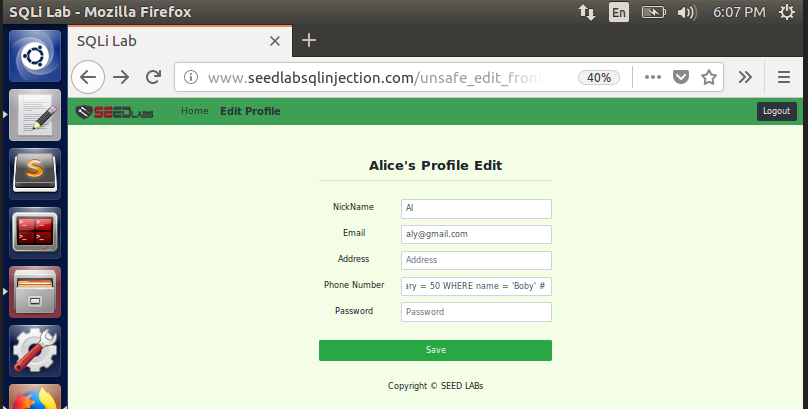 SQLi Lab - Mozilla Firefox
En
6:07 PM
SQLi Lab
www.seedlabsqlinjection.com/unsafe_edit_fron
40%
SEEDLABS
Home
Edit Profile
Logout
Alice's Profile Edit
NickName
Al
Email
aly@gmail.com
Address
Address
Phone Number
ary = 50 WHERE name = 'Boby' #
Password
Password
Save
Copyright © SEED LABs